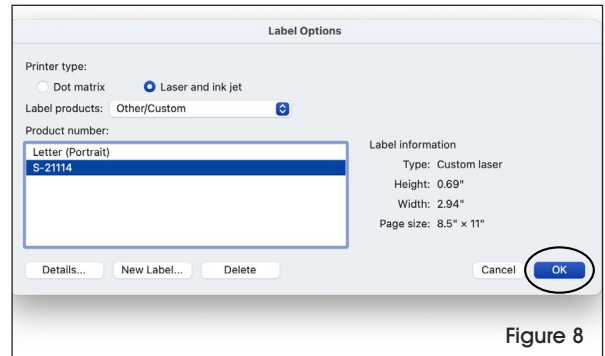 Label Options
Printer type:
Dot matrix Laser and ink jet
Label products: Other/Custom
Product number:
Letter (Portrait)
S-21114
Label information
Type: Custom laser
Height: 0.69"
Width: 2.94"
Page size: 8.5" × 11"
Details... New Label... Delete Cancel OK
Figure 8